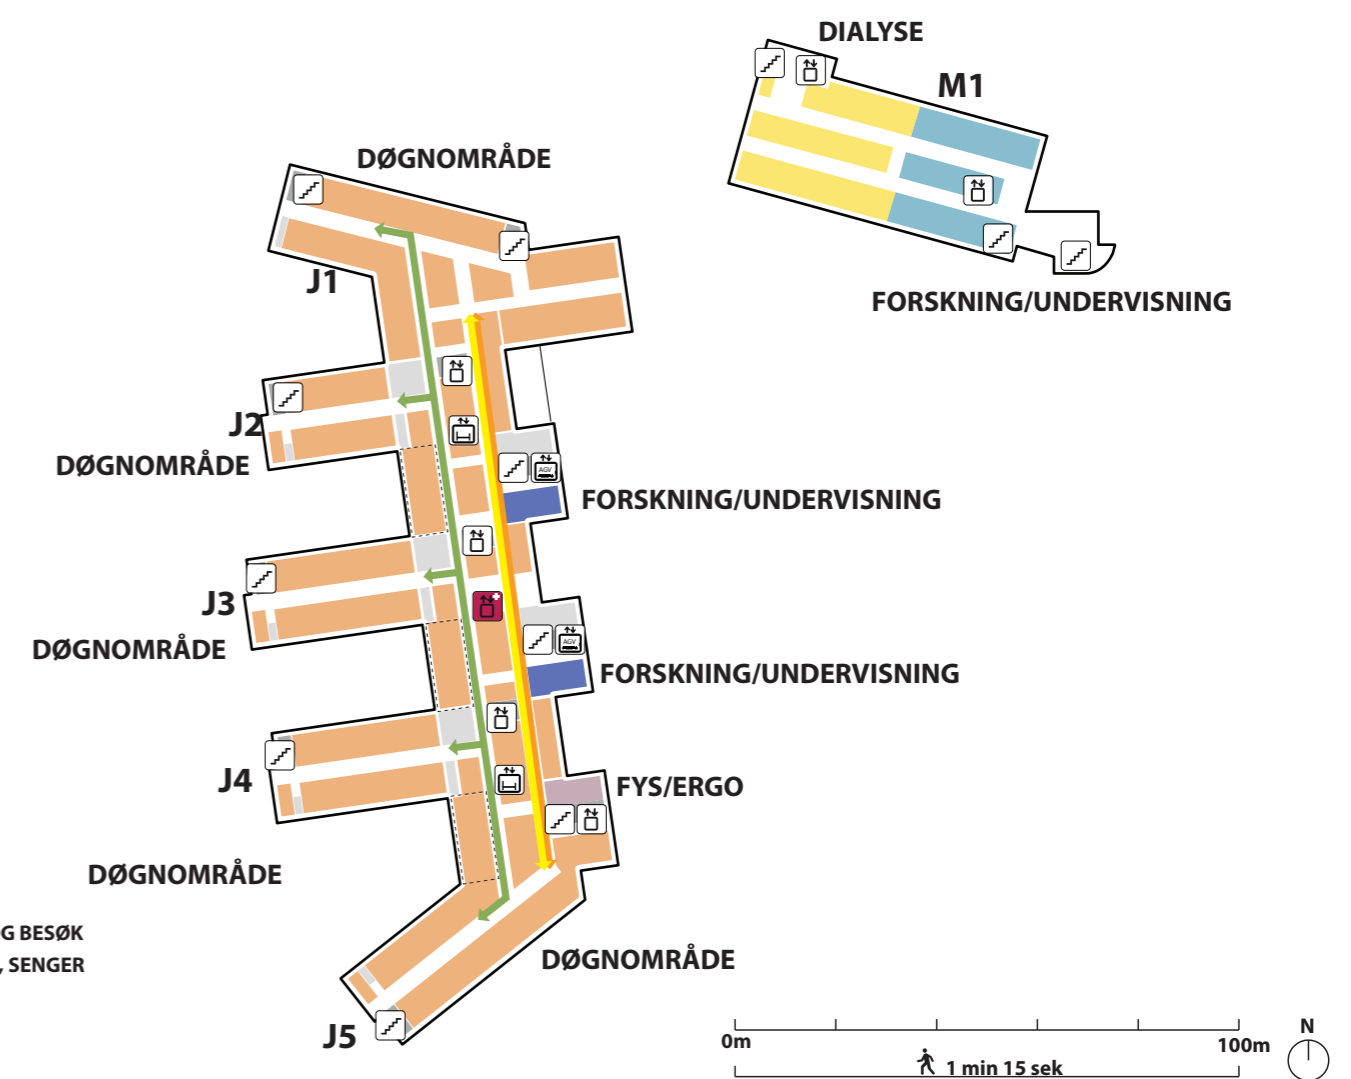 DIALYSE
M1
DØGNOMRÅDE
J1
FORSKNING/UNDERVISNING
J2
DØGNOMRÅDE
AGV
FORSKNING/UNDERVISNING
J3
DØGNOMRÅDE
AGV
FORSKNING/UNDERVISNING
J4
FYS/ERGO
DØGNOMRÅDE
G BESØK
, SENGER
DØGNOMRÅDE
J5
0m
100m
N
1 min 15 sek